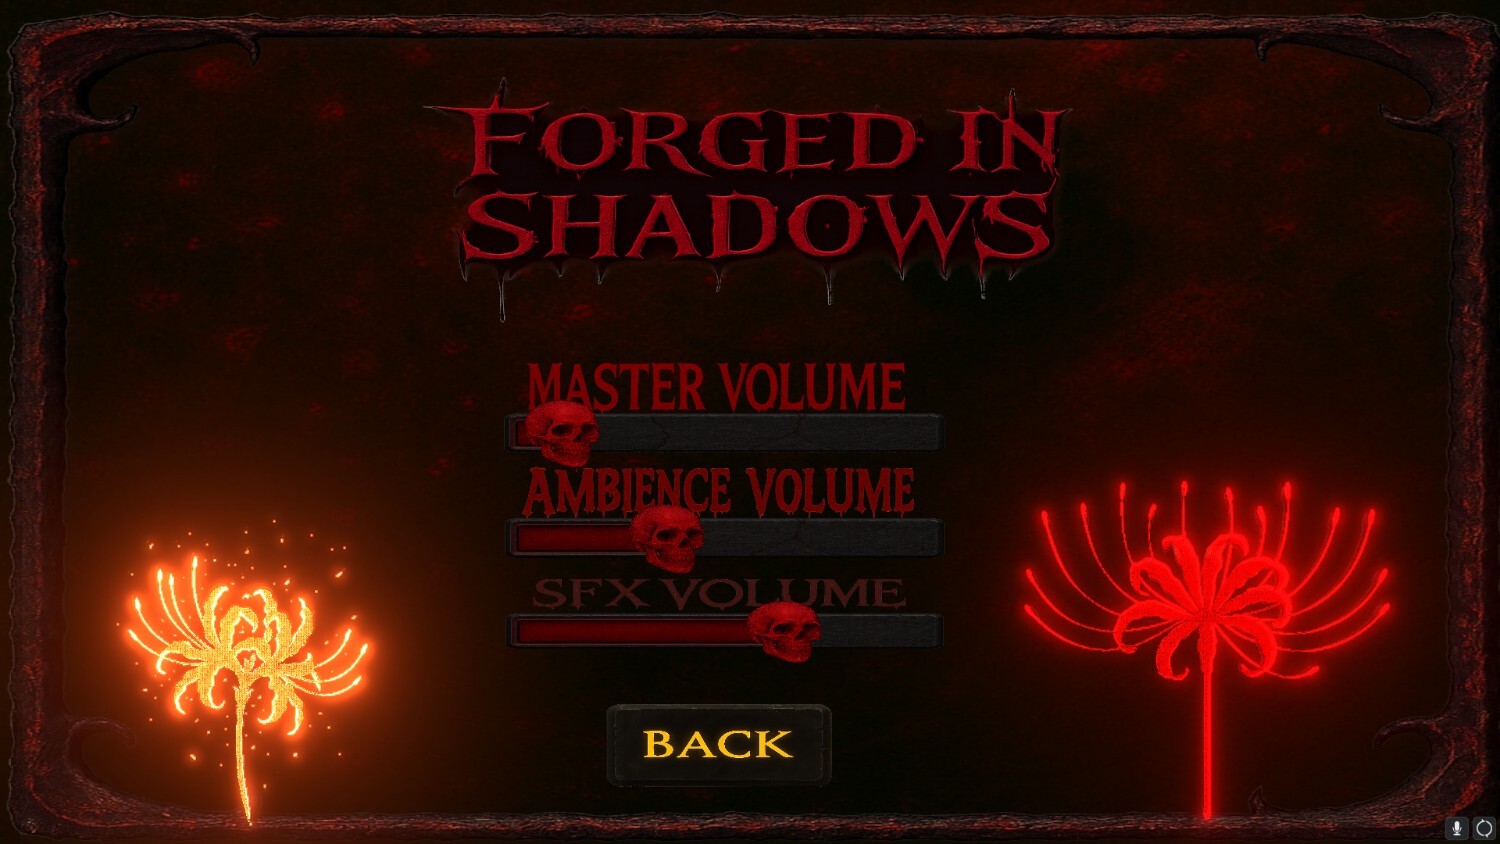 FORGED IN
SHADOWS
MASTER VOLUME
AMBIENCE VOLUME
SFX VOLUME
BACK